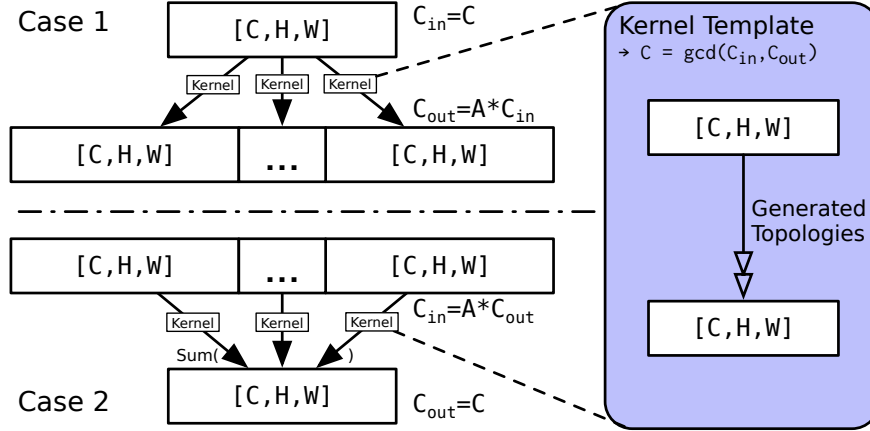 Case 1
[C,H,W]
C_in=C
Kernel
Kernel
Kernel
C_out=A*C_in
[C,H,W]
...
[C,H,W]
[C,H,W]
...
[C,H,W]
C_in=A*C_out
Kernel
Kernel
Kernel
Sum(
)
Case 2
[C,H,W]
C_out=C
Kernel Template
→ C = gcd(C_in,C_out)
[C,H,W]
Generated
Topologies
[C,H,W]